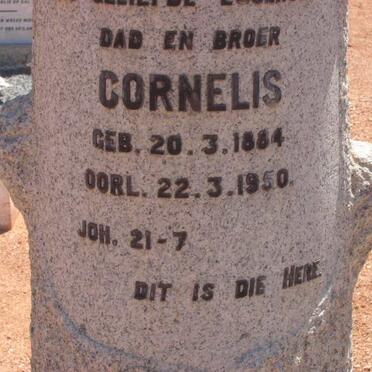 DAD EN BROER
CORNELIS
GEB. 20.3.1884
OORL. 22.3.1950.
JOH. 21-7
DIT IS DIE HERE.